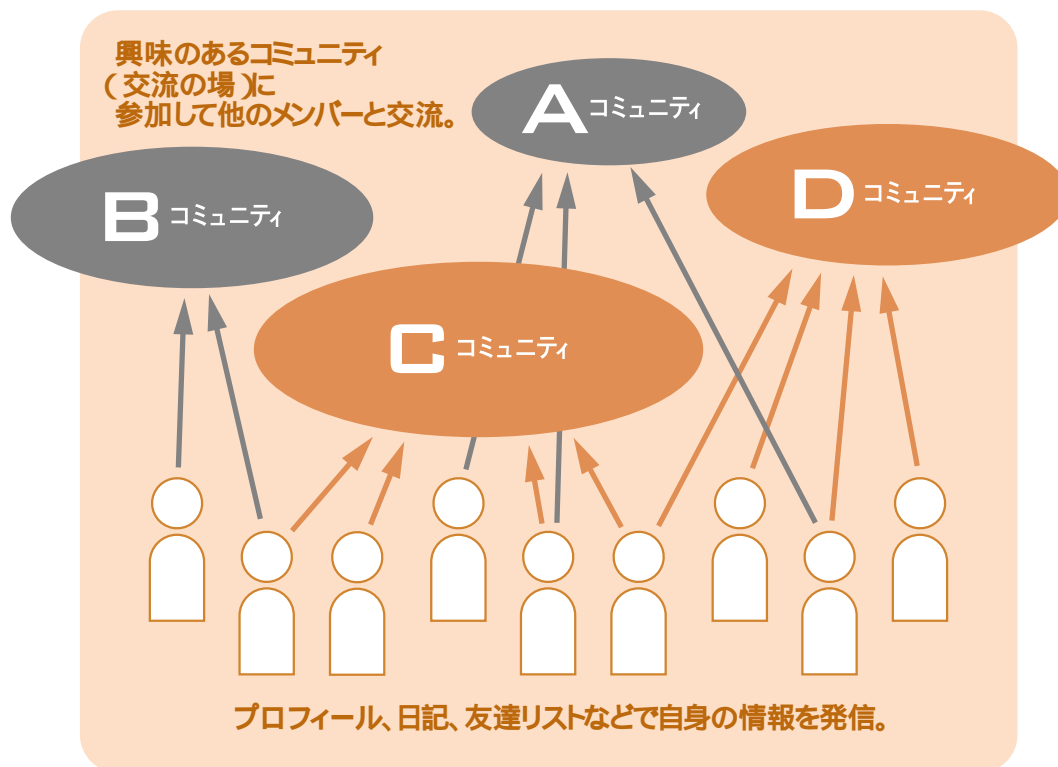 興味のあるコミュニティ
(交流の場)に
参加して他のメンバーと交流。
Aコミュニティ
Bコミュニティ
Dコミュニティ
Cコミュニティ
プロフィール、日記、友達リストなどで自身の情報を発信。